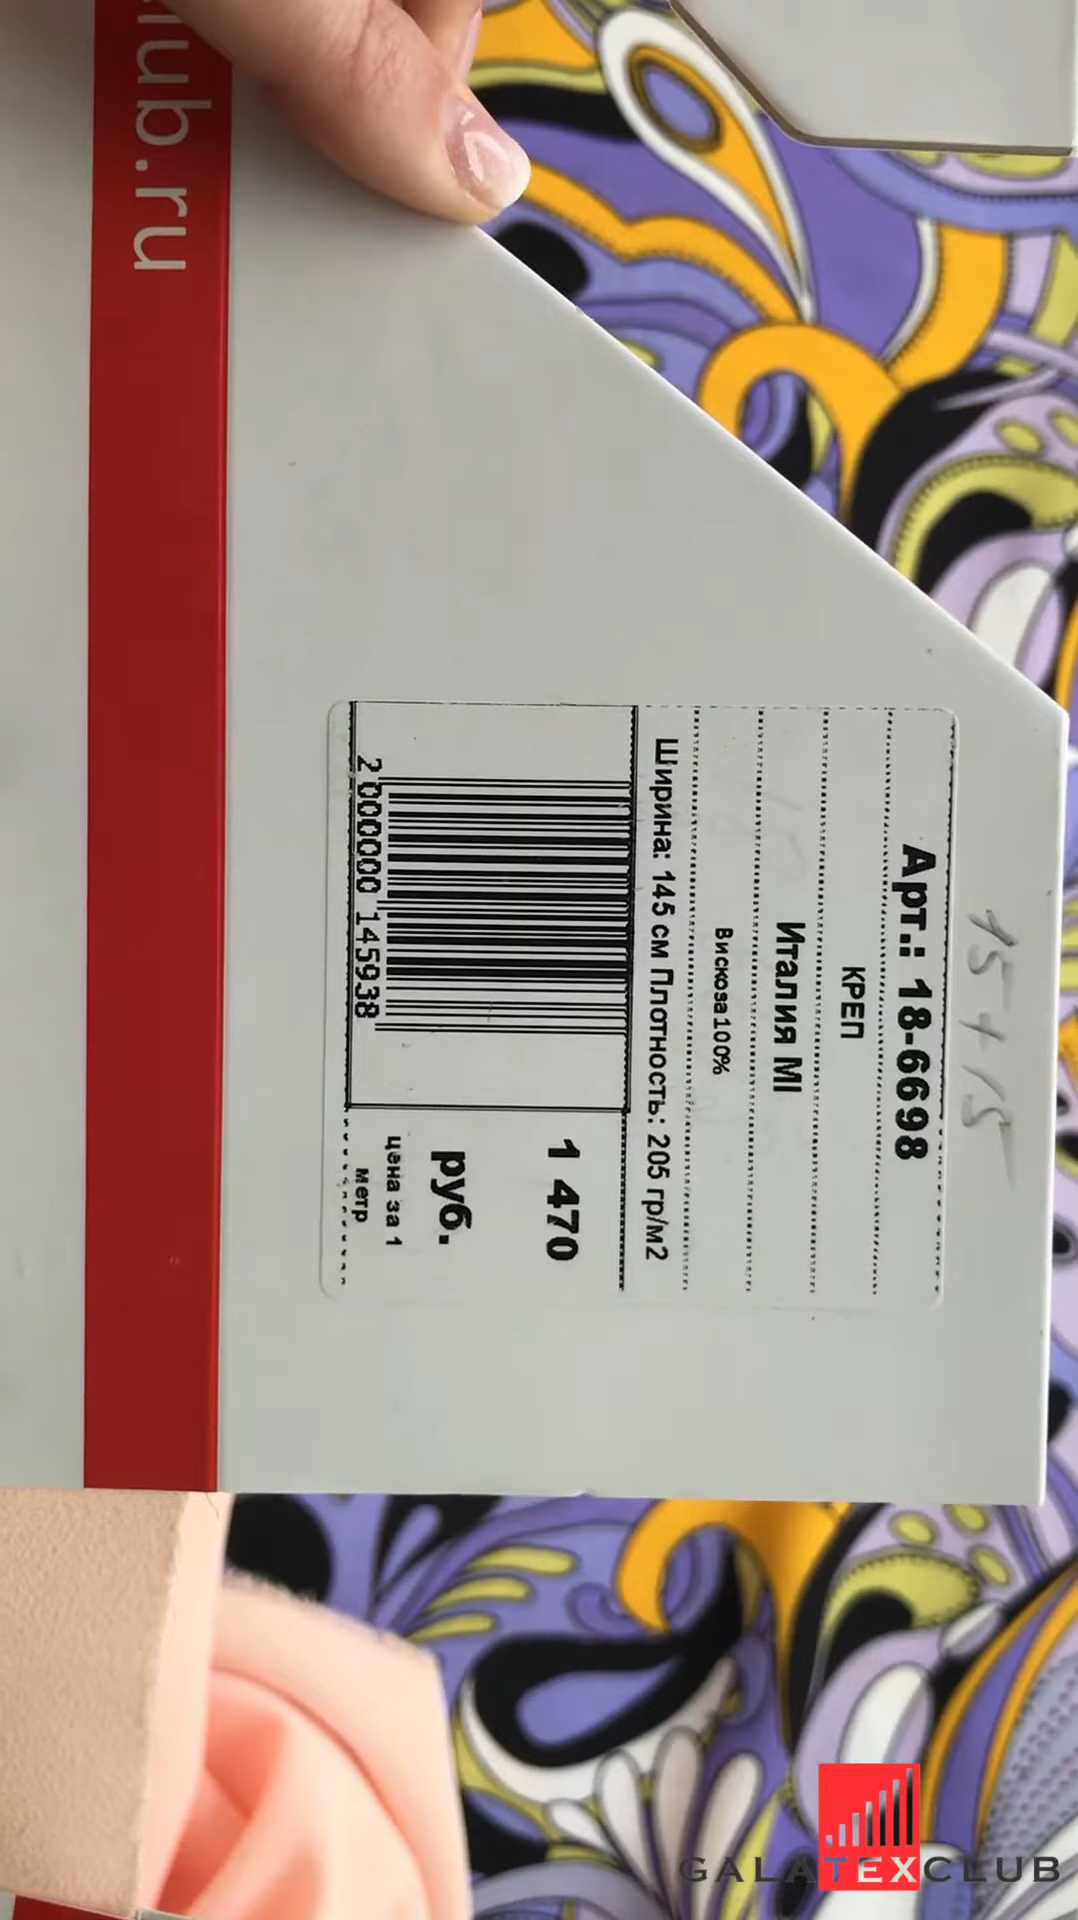 lub.ru
15 + 15
Арт.: 18-6698
КРЕП
Италия MI
Вискоза100%
Ширина: 145 см Плотность: 205 гр/м2
2 000000 145938
1 470
руб.
цена за 1
метр
GALATEXCLUB